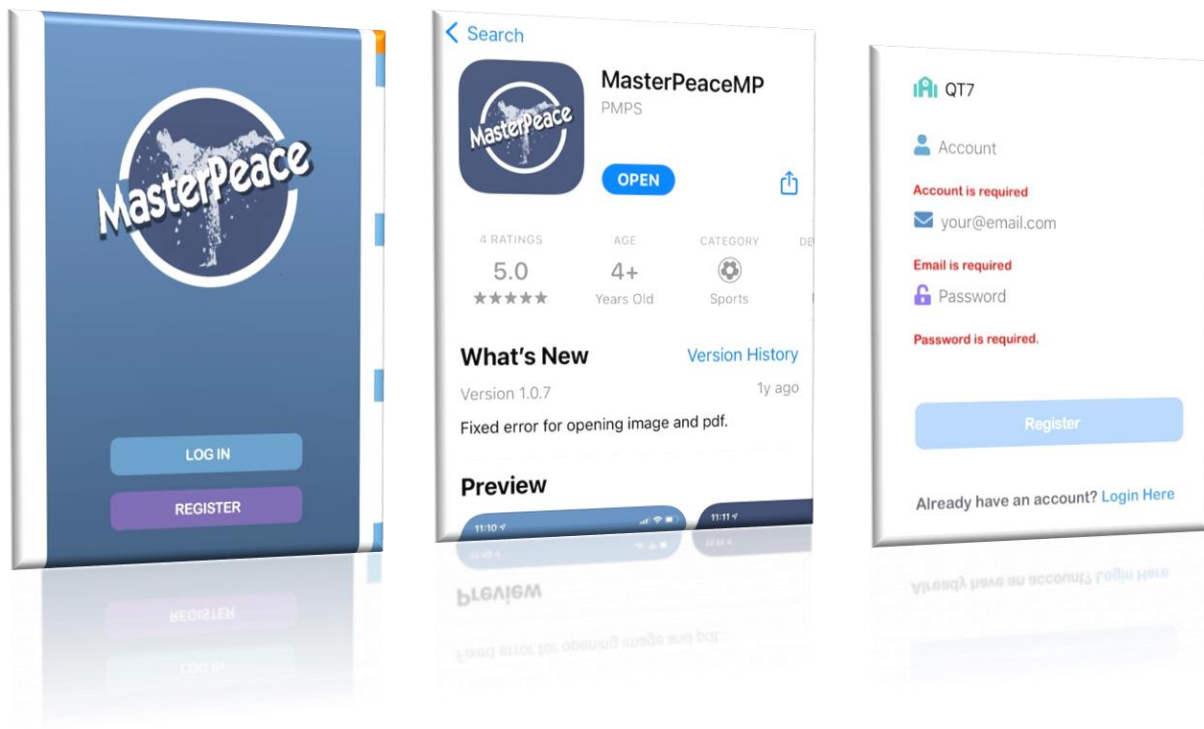 MasterPeace
LOG IN
REGISTER
Search
MasterPeace
MasterPeaceMP
PMPS
OPEN
4 RATINGS
AGE
CATEGORY
DE
5.0
4+
★★★★★
Years Old
Sports
What's New
Version History
Version 1.0.7
1y ago
Fixed error for opening image and pdf.
Preview
11:10
11:11
QT7
Account
Account is required
your@email.com
Email is required
Password
Password is required.
Register
Already have an account? Login Here